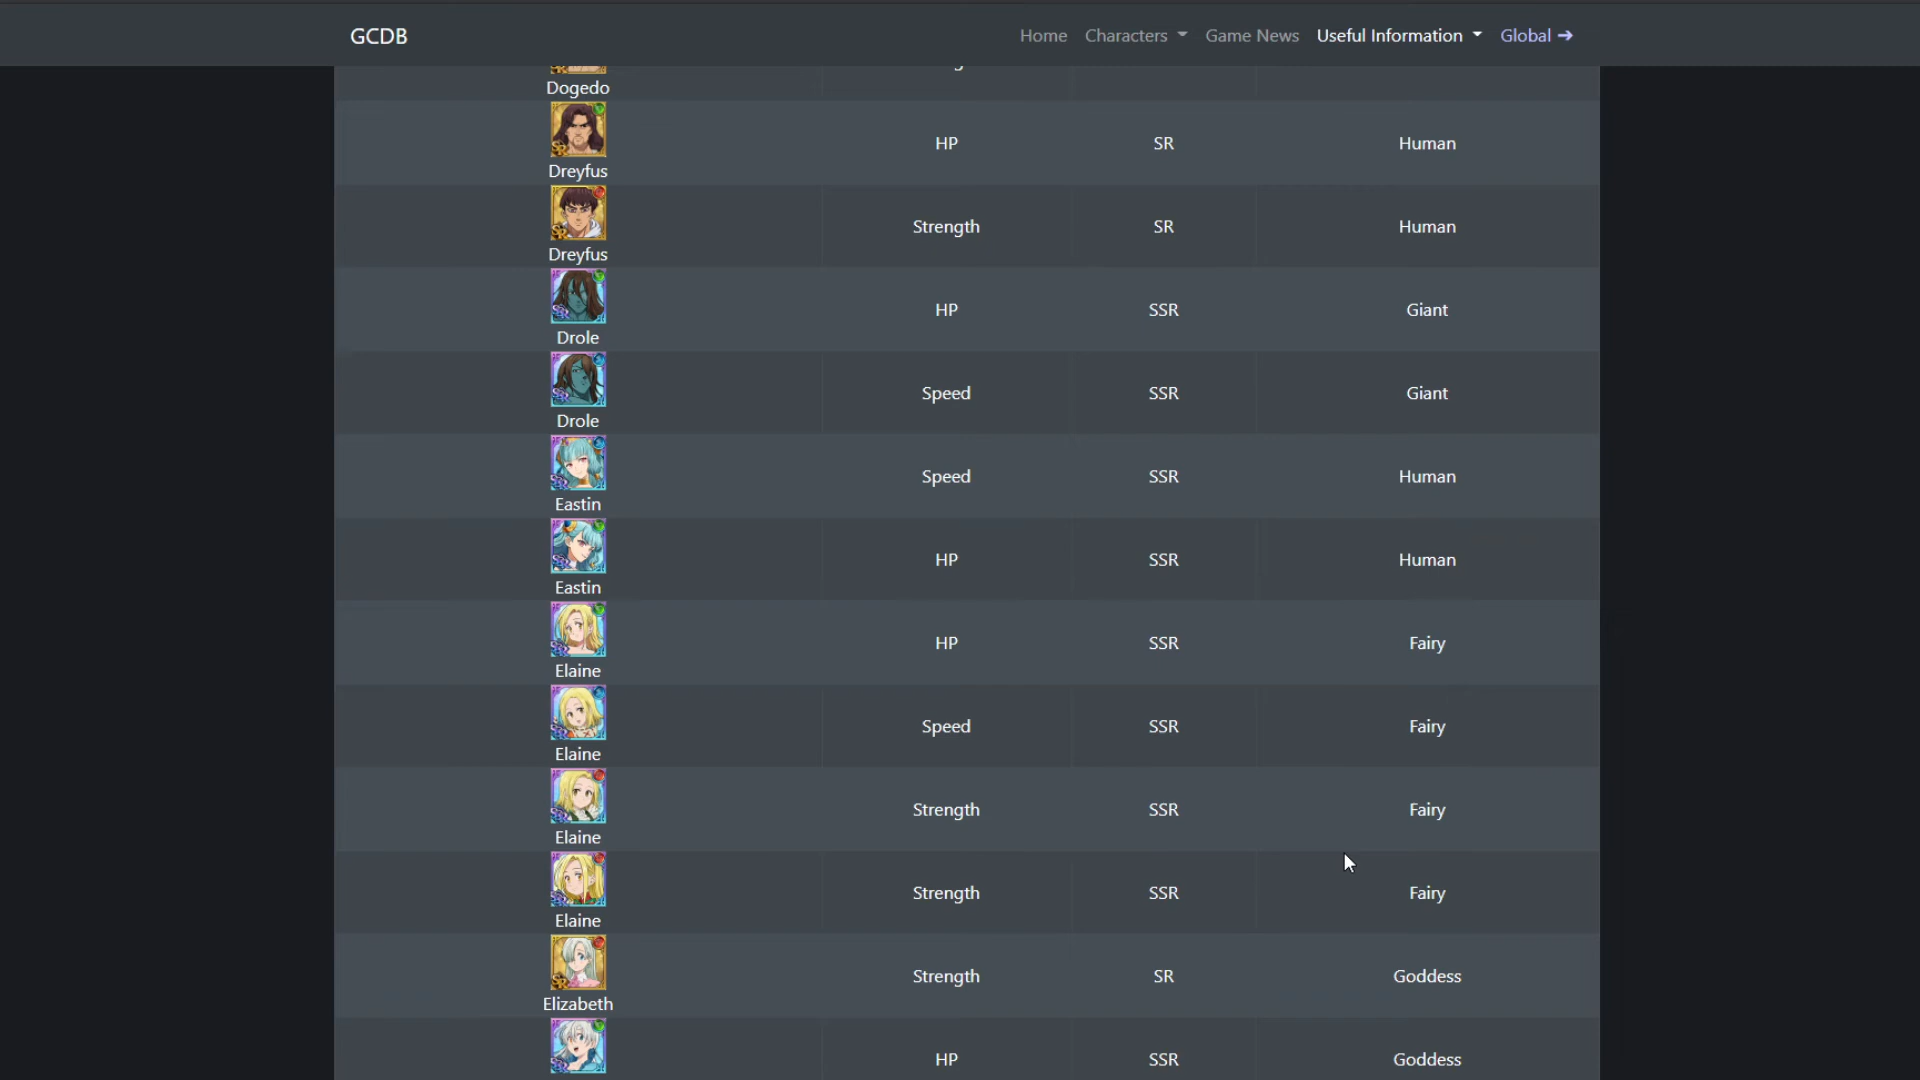 GCDB Home Characters Game News Useful Information Global ➔
Dogedo
Dreyfus HP SR Human
Dreyfus Strength SR Human
Drole HP SSR Giant
Drole Speed SSR Giant
Eastin Speed SSR Human
Eastin HP SSR Human
Elaine HP SSR Fairy
Elaine Speed SSR Fairy
Elaine Strength SSR Fairy
Elaine Strength SSR Fairy
Elizabeth Strength SR Goddess
HP SSR Goddess